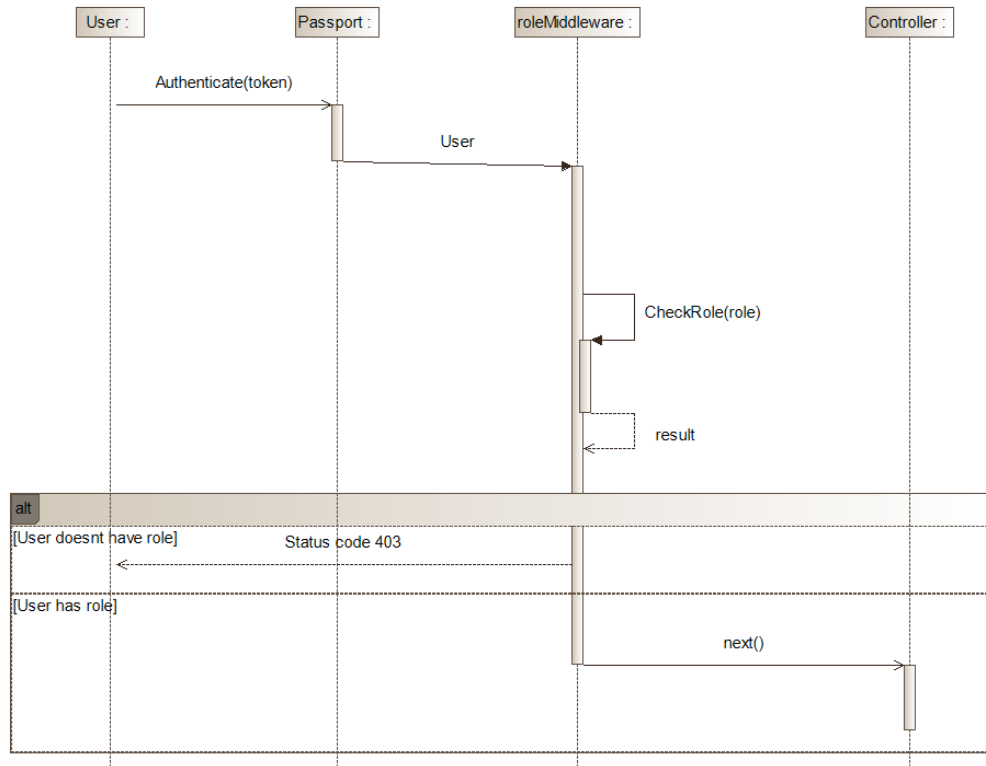 User :
Passport :
roleMiddleware :
Controller :
Authenticate(token)
User
CheckRole(role)
result
alt
[User doesnt have role]
Status code 403
[User has role]
next()